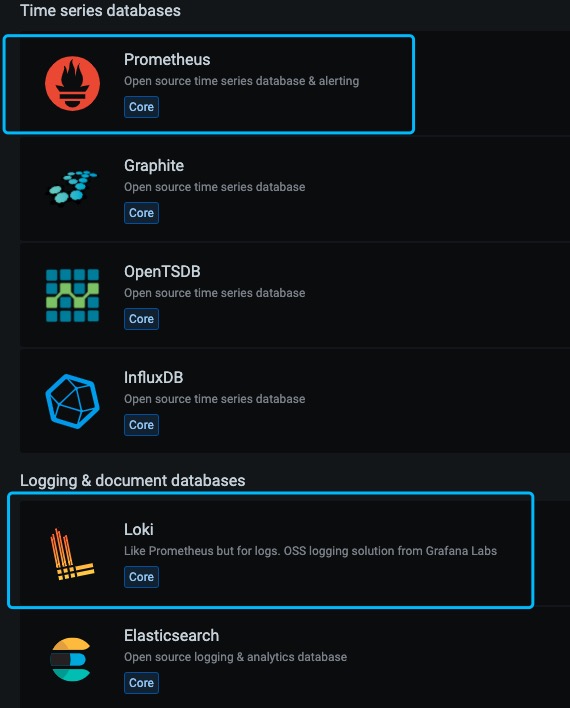 Time series databases
Prometheus
Open source time series database & alerting
Core
Graphite
Open source time series database
Core
OpenTSDB
Open source time series database
Core
InfluxDB
Open source time series database
Core
Logging & document databases
Loki
Like Prometheus but for logs. OSS logging solution from Grafana Labs
Core
Elasticsearch
Open source logging & analytics database
Core